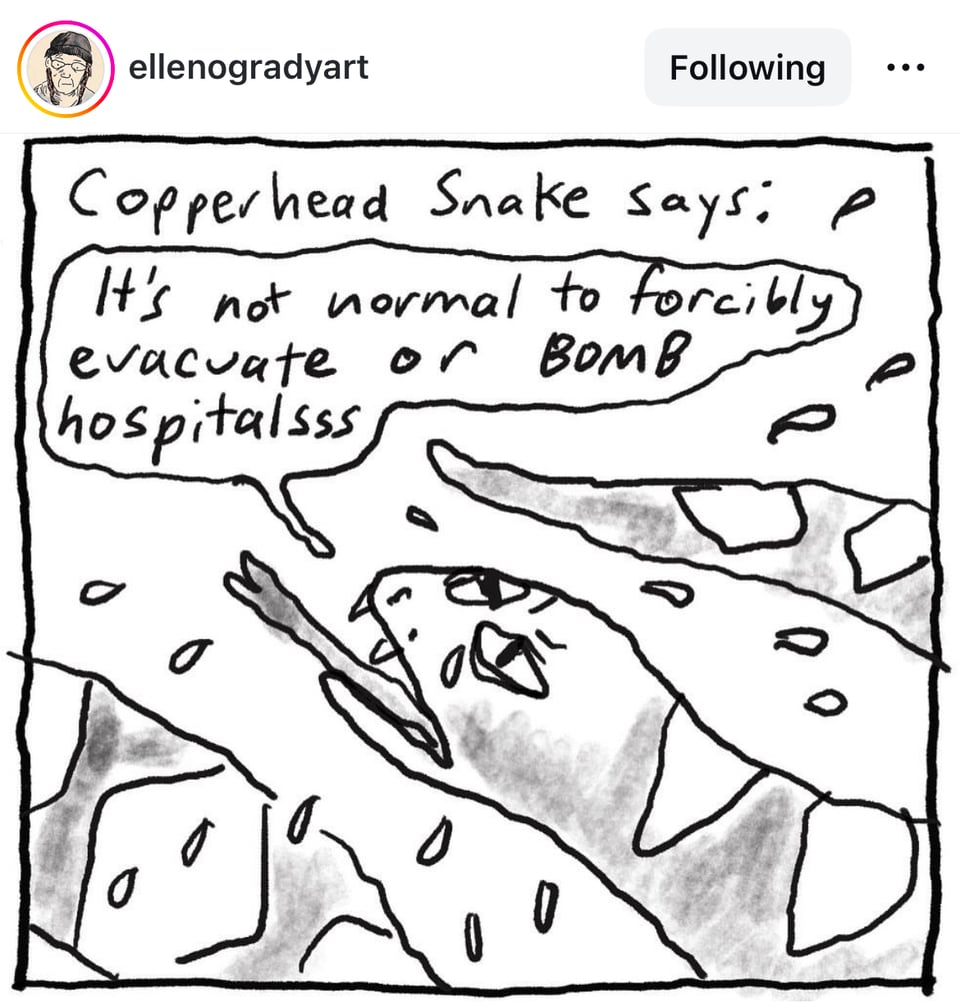 ellenogradyart
Following
Copperhead Snake says:
It's not normal to forcibly
evacuate or BOMB
hospitalsss